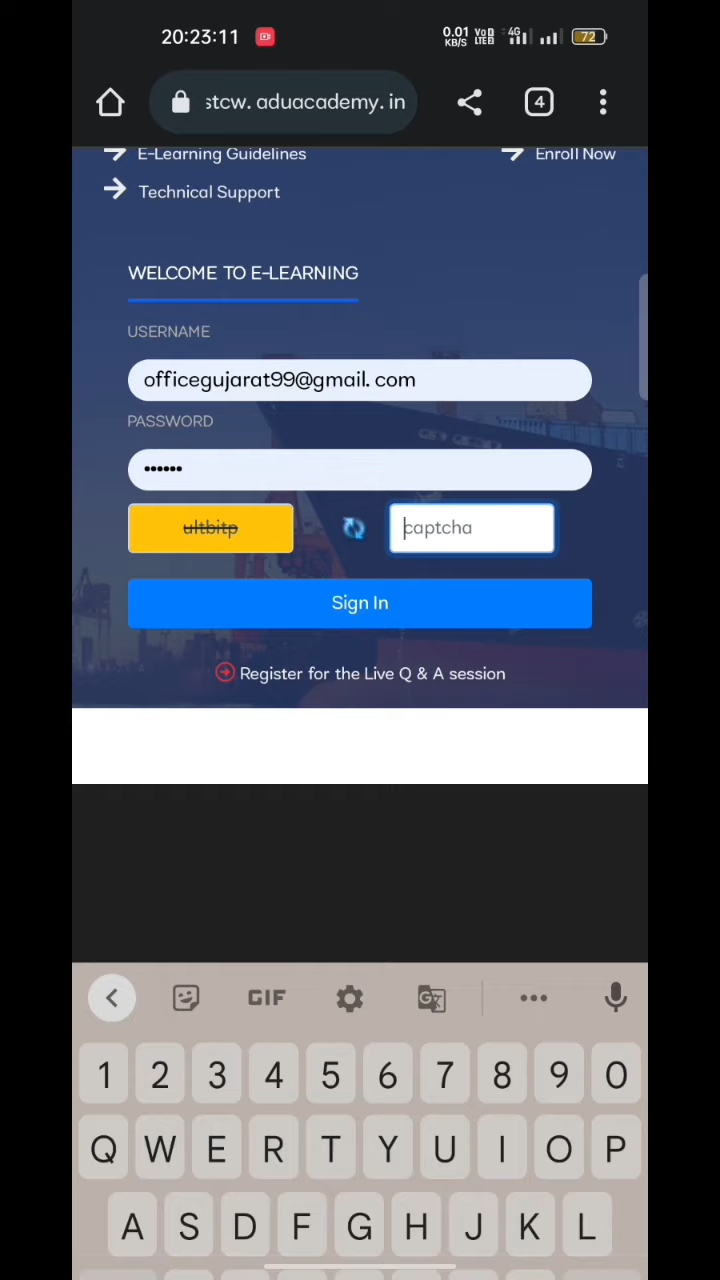 20:23:11 0.01 KB/S VoD LTE2 4G 72
stcw. aduacademy. in 4
E-Learning Guidelines Enroll Now
Technical Support
WELCOME TO E-LEARNING
USERNAME
officegujarat99@gmail. com
PASSWORD
••••••
ultbitp captcha
Sign In
Register for the Live Q & A session
GIF G •••
1 2 3 4 5 6 7 8 9 0
Q W E R T Y U I O P
A S D F G H J K L